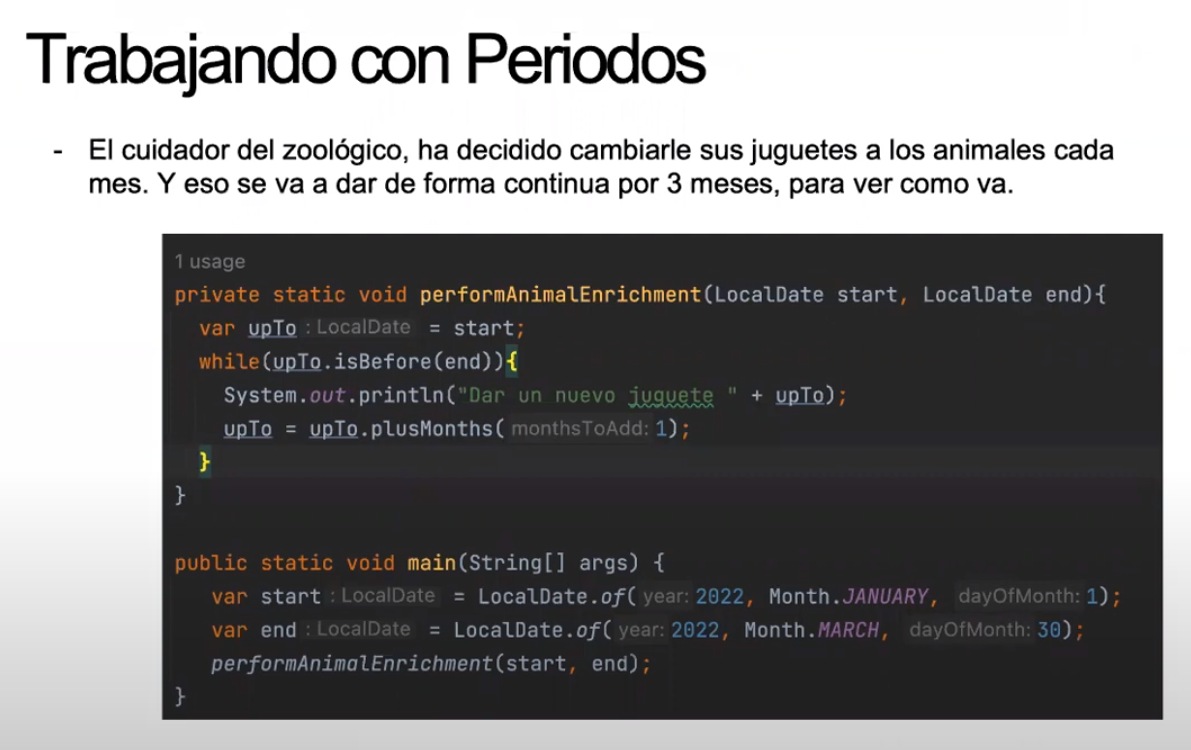 Trabajando con Periodos
- El cuidador del zoológico, ha decidido cambiarle sus juguetes a los animales cada
mes. Y eso se va a dar de forma continua por 3 meses, para ver como va.
1 usage
private static void performAnimalEnrichment(LocalDate start, LocalDate end){
var upTo : LocalDate = start;
while(upTo.isBefore(end)){
System.out.println("Dar un nuevo juguete " + upTo);
upTo = upTo.plusMonths( monthsToAdd: 1);
}
}
public static void main(String[] args) {
var start : LocalDate = LocalDate.of( year: 2022, Month.JANUARY, dayOfMonth: 1);
var end : LocalDate = LocalDate.of( year: 2022, Month.MARCH, dayOfMonth: 30);
performAnimalEnrichment(start, end);
}